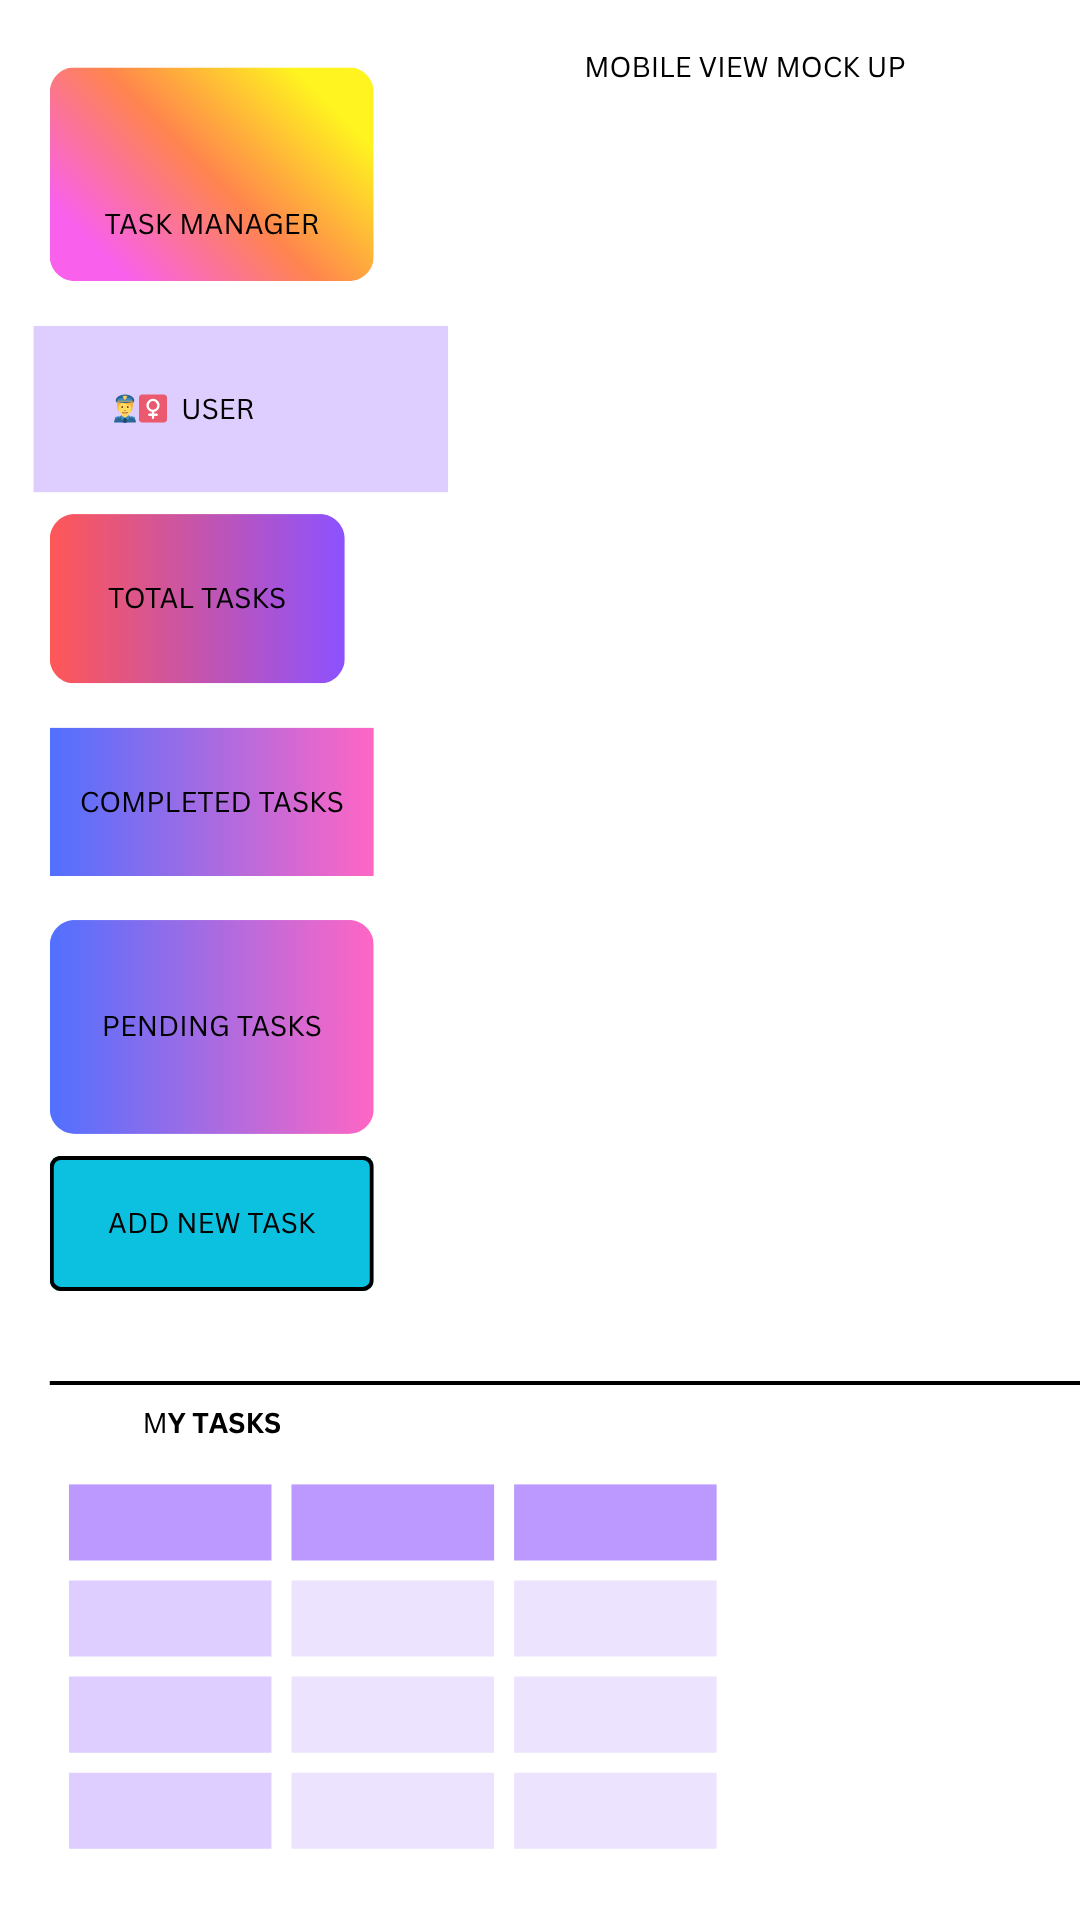 MOBILE VIEW MOCK UP
TASK MANAGER
👮♀ USER
TOTAL TASKS
COMPLETED TASKS
PENDING TASKS
ADD NEW TASK
MY TASKS